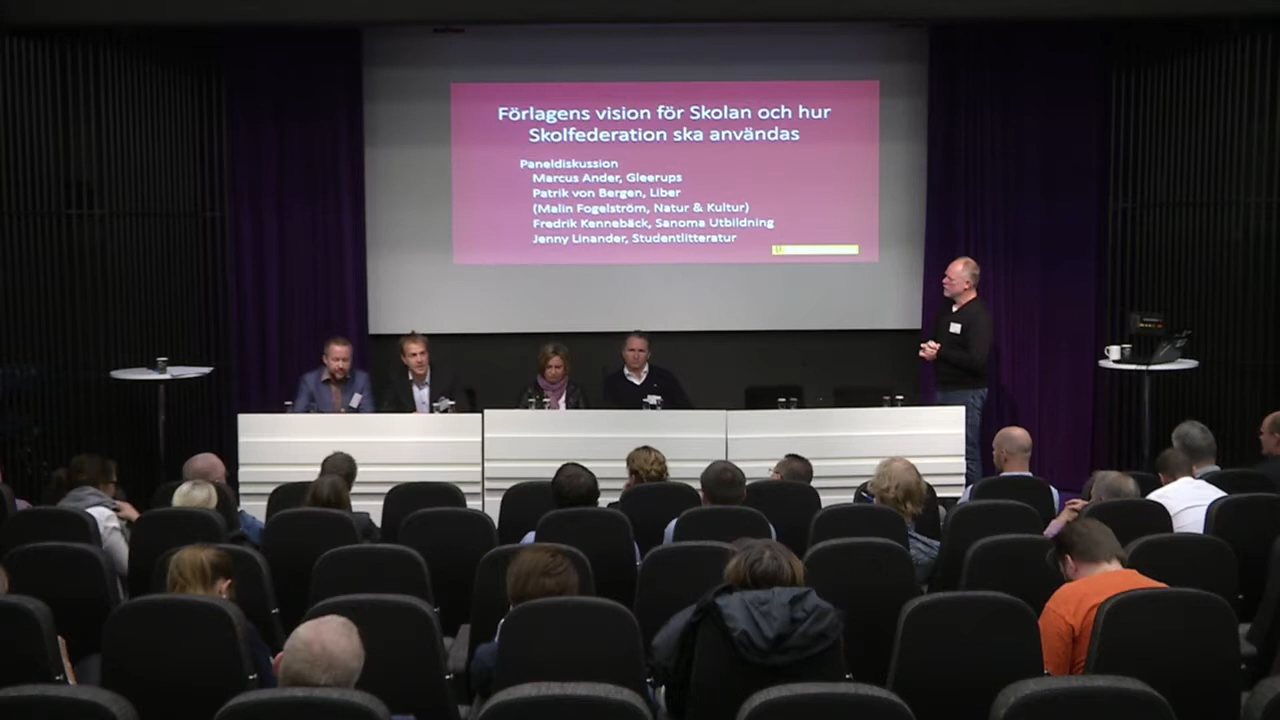 Förlagens vision för Skolan och hur
Skolfederation ska användas
Paneldiskussion
Marcus Ander, Gleerups
Patrik von Bergen, Liber
(Malin Fogelström, Natur & Kultur)
Fredrik Kennebäck, Sanoma Utbildning
Jenny Linander, Studentlitteratur